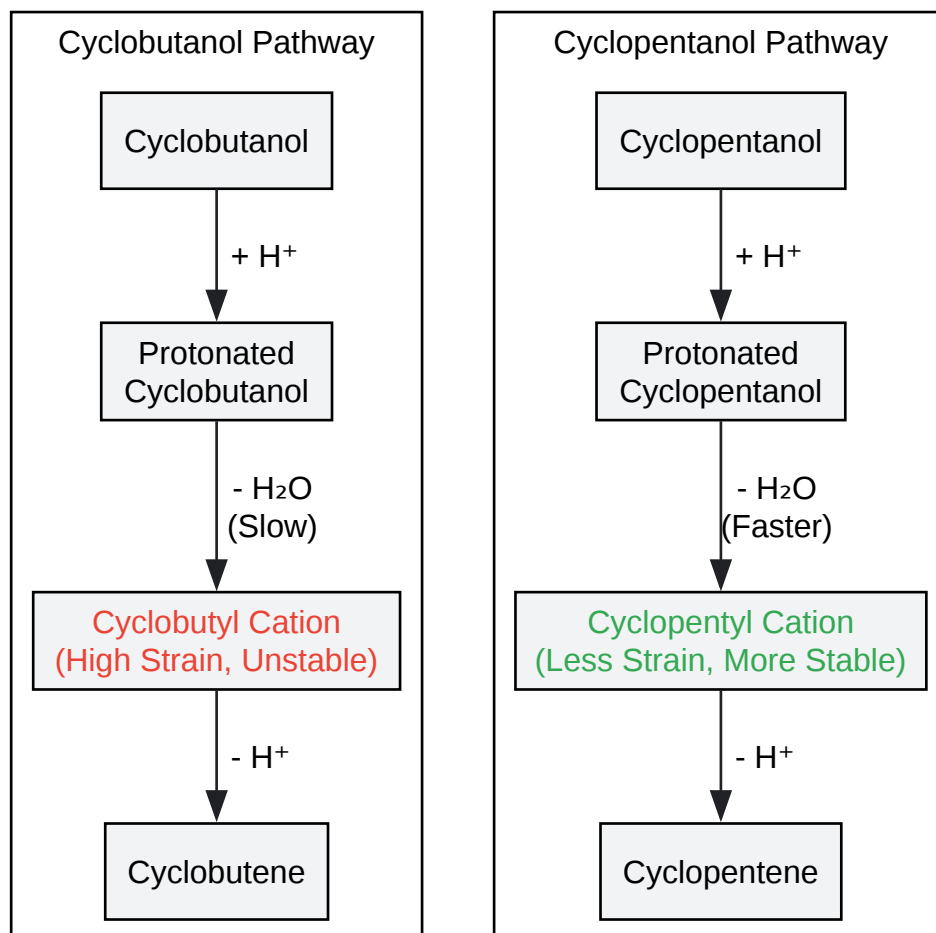 Cyclobutanol Pathway
Cyclobutanol
+ H⁺
Protonated
Cyclobutanol
- H₂O
(Slow)
Cyclobutyl Cation
(High Strain, Unstable)
- H⁺
Cyclobutene
Cyclopentanol Pathway
Cyclopentanol
+ H⁺
Protonated
Cyclopentanol
- H₂O
(Faster)
Cyclopentyl Cation
(Less Strain, More Stable)
- H⁺
Cyclopentene